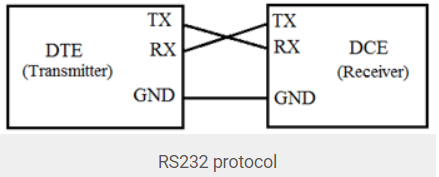 DTE
(Transmitter)
TX
RX
GND
TX
RX
GND
DCE
(Receiver)
RS232 protocol